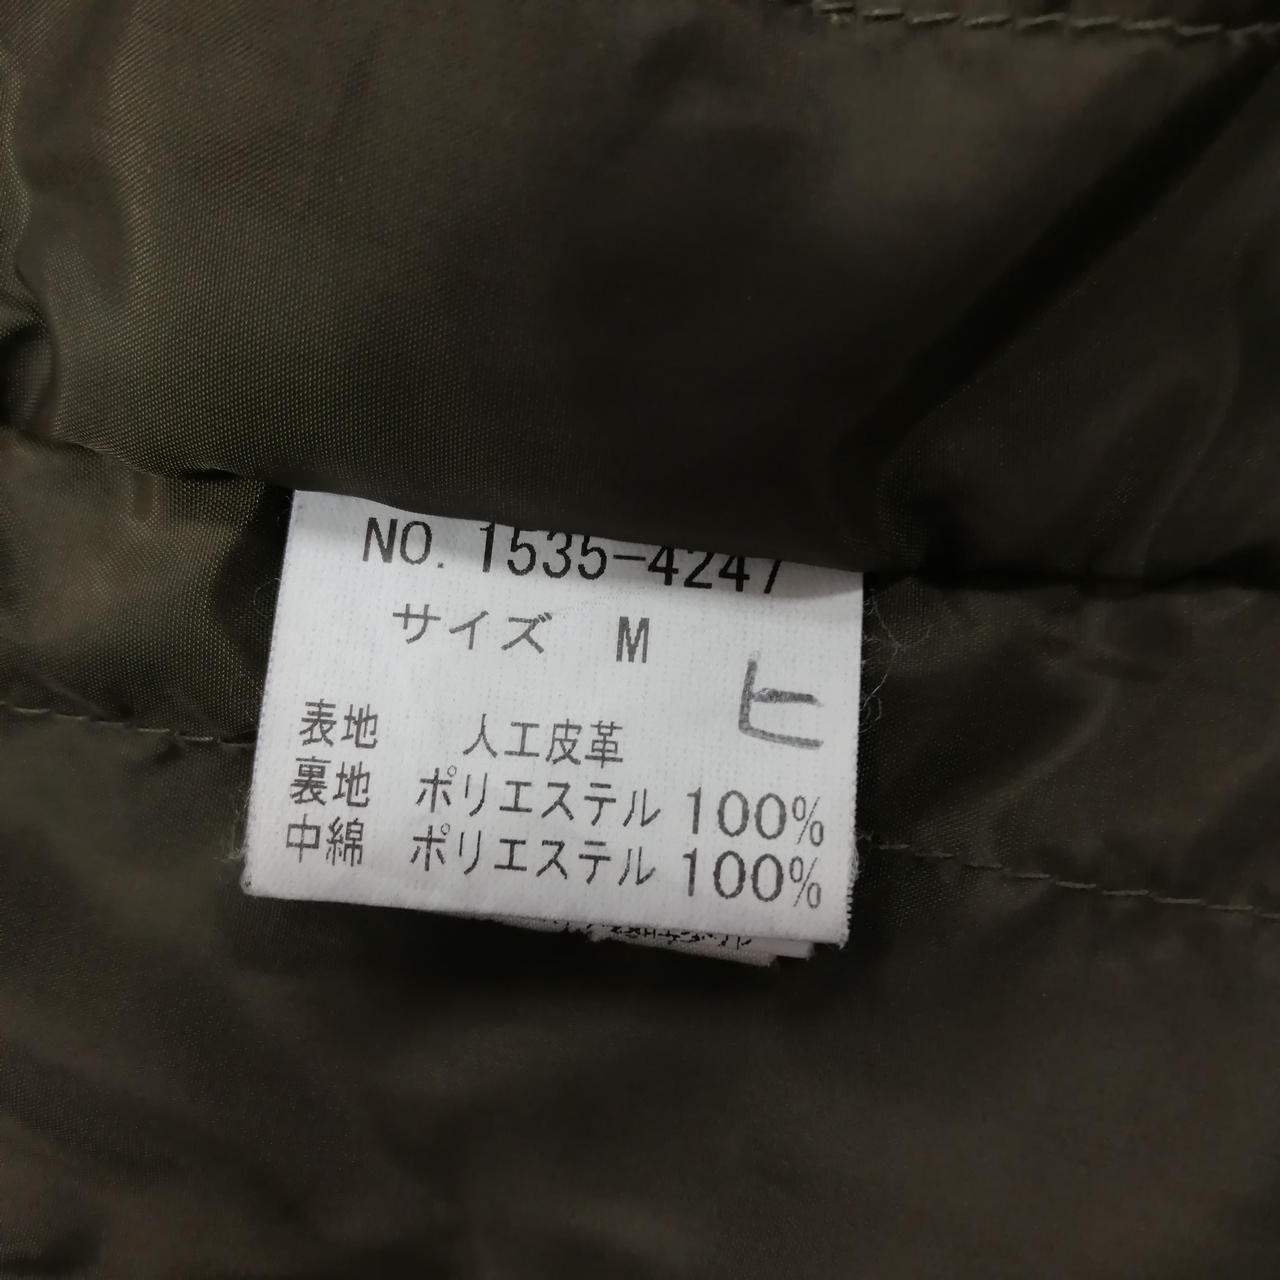 NO. 1535-4247
サイズ M
ヒ
表地 人工皮革
裏地 ポリエステル 100%
中綿 ポリエステル 100%